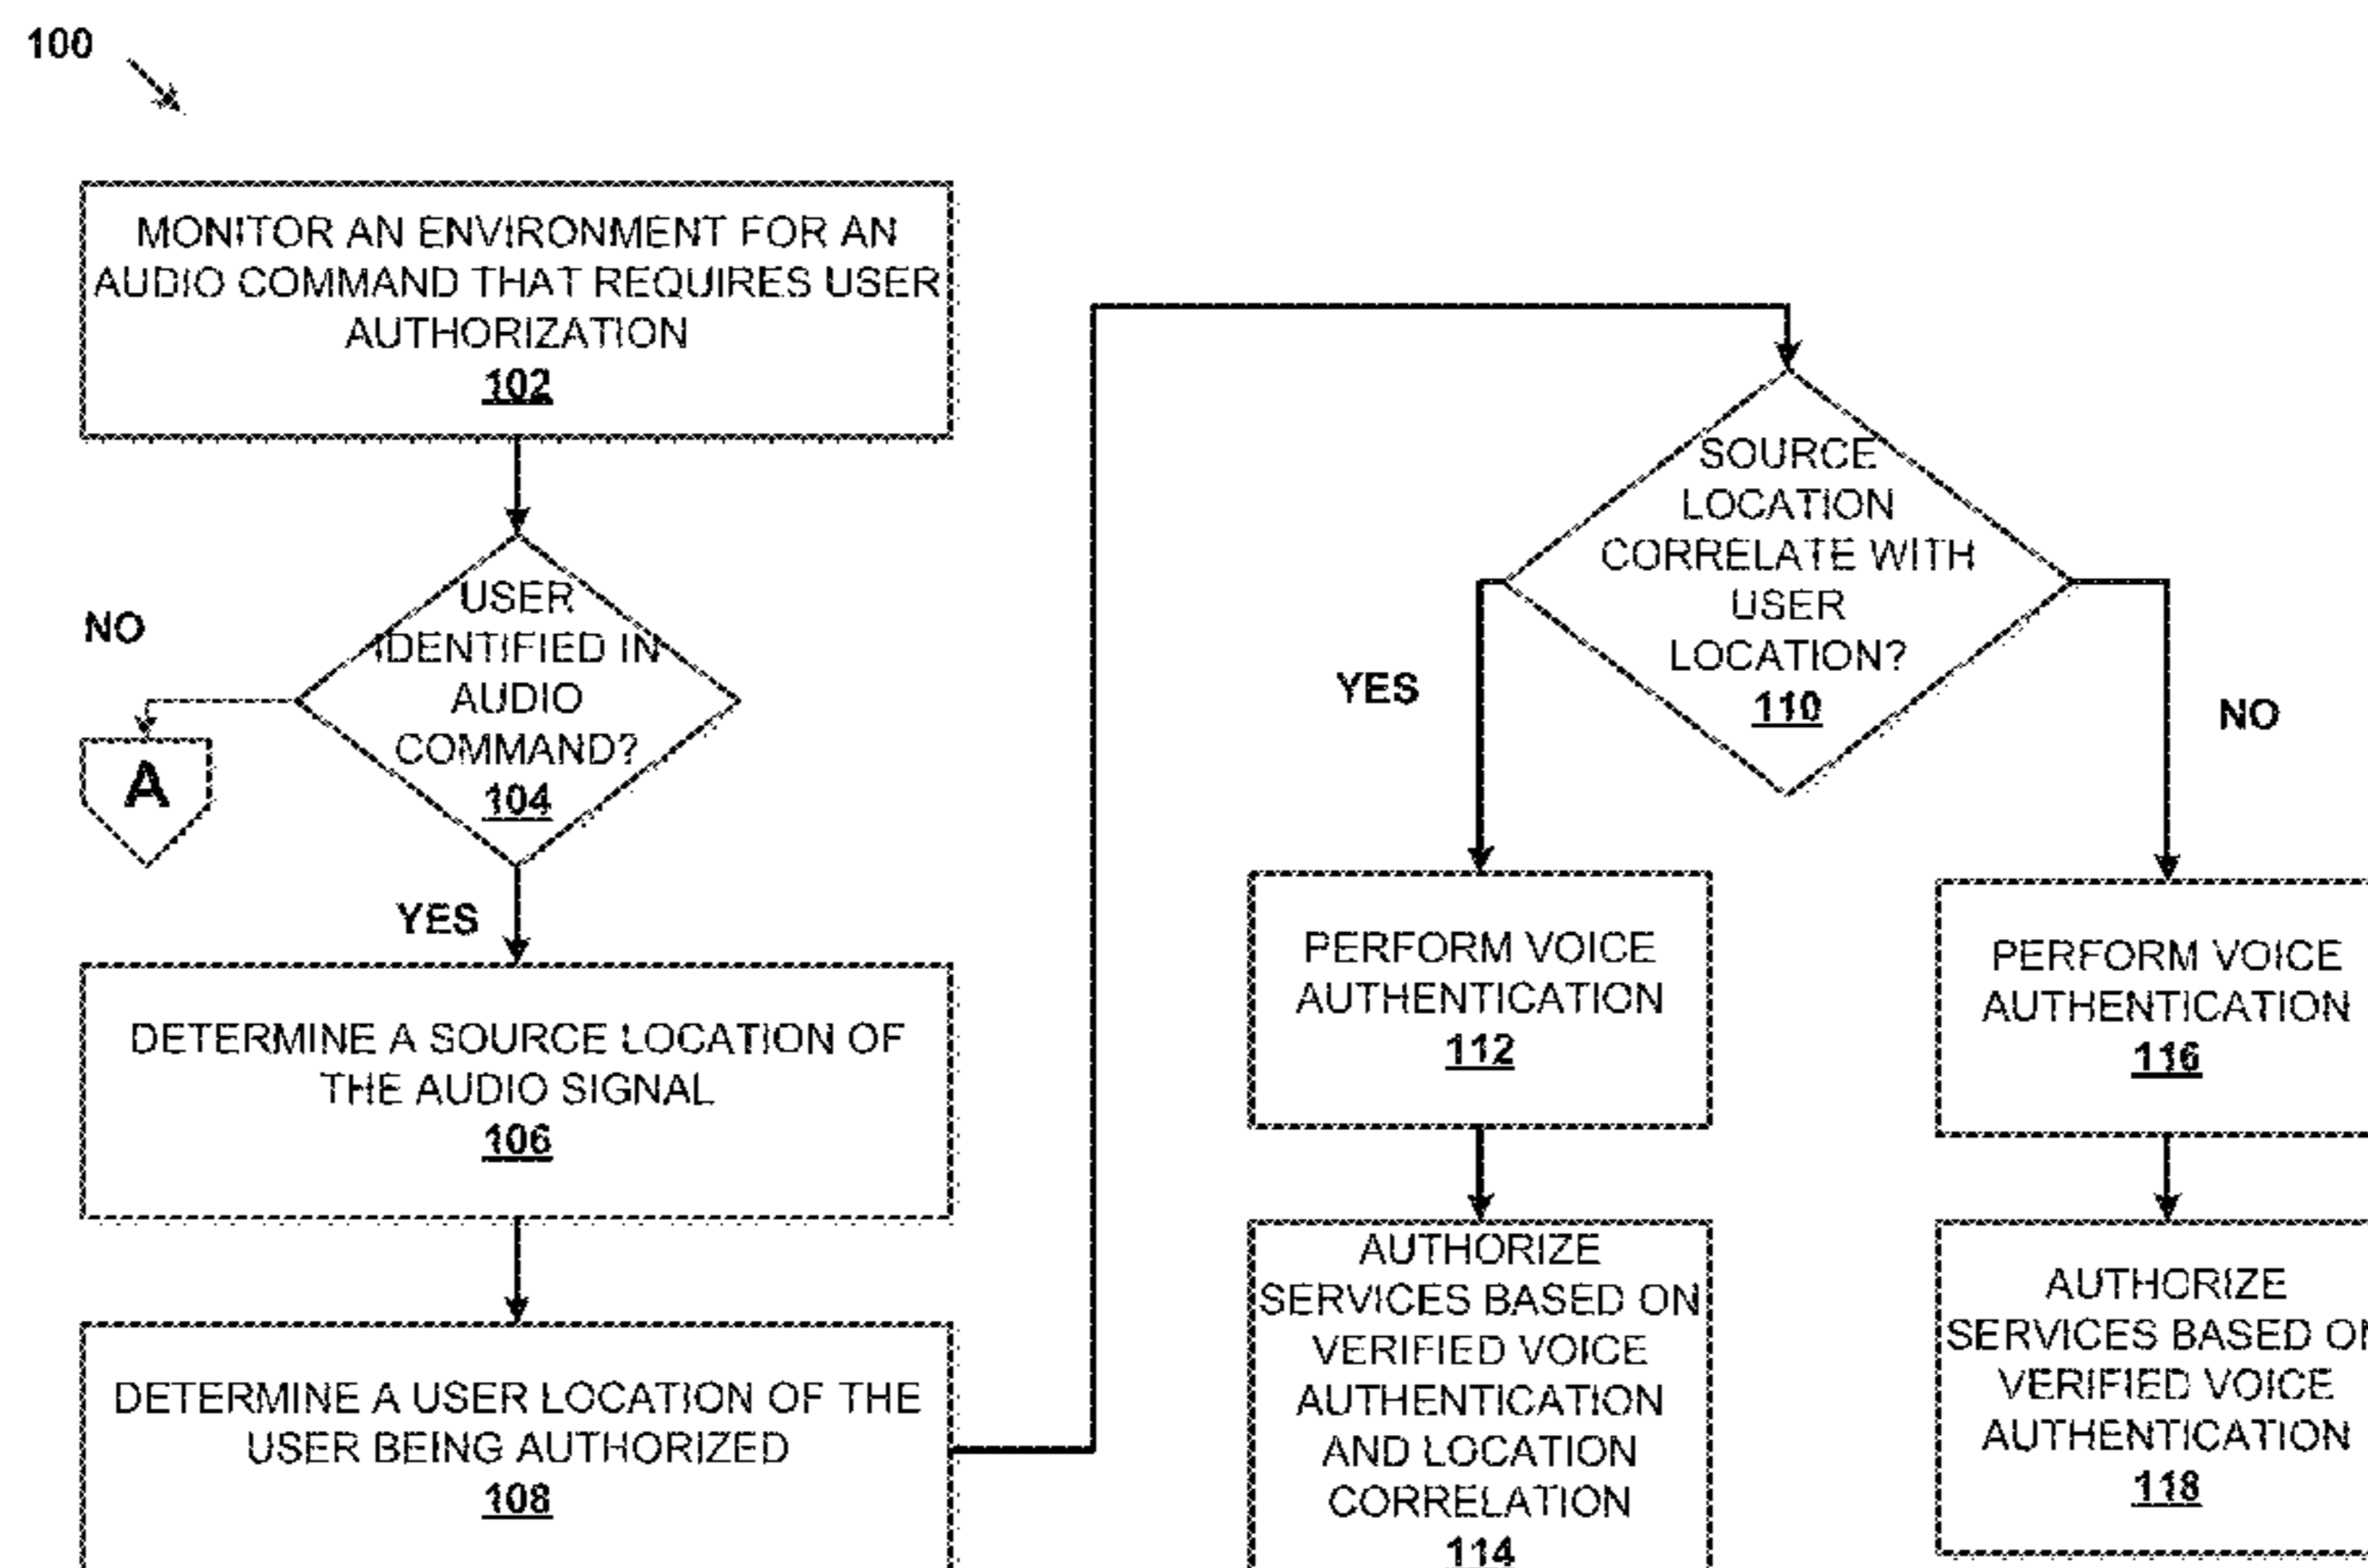 100
MONITOR AN ENVIRONMENT FOR AN
AUDIO COMMAND THAT REQUIRES USER
AUTHORIZATION
102
USER
IDENTIFIED IN
AUDIO
COMMAND?
104
NO
A
YES
DETERMINE A SOURCE LOCATION OF
THE AUDIO SIGNAL
106
DETERMINE A USER LOCATION OF THE
USER BEING AUTHORIZED
108
SOURCE
LOCATION
CORRELATE WITH
USER
LOCATION?
110
YES
NO
PERFORM VOICE
AUTHENTICATION
112
AUTHORIZE
SERVICES BASED ON
VERIFIED VOICE
AUTHENTICATION
AND LOCATION
CORRELATION
114
PERFORM VOICE
AUTHENTICATION
116
AUTHORIZE
SERVICES BASED ON
VERIFIED VOICE
AUTHENTICATION
118